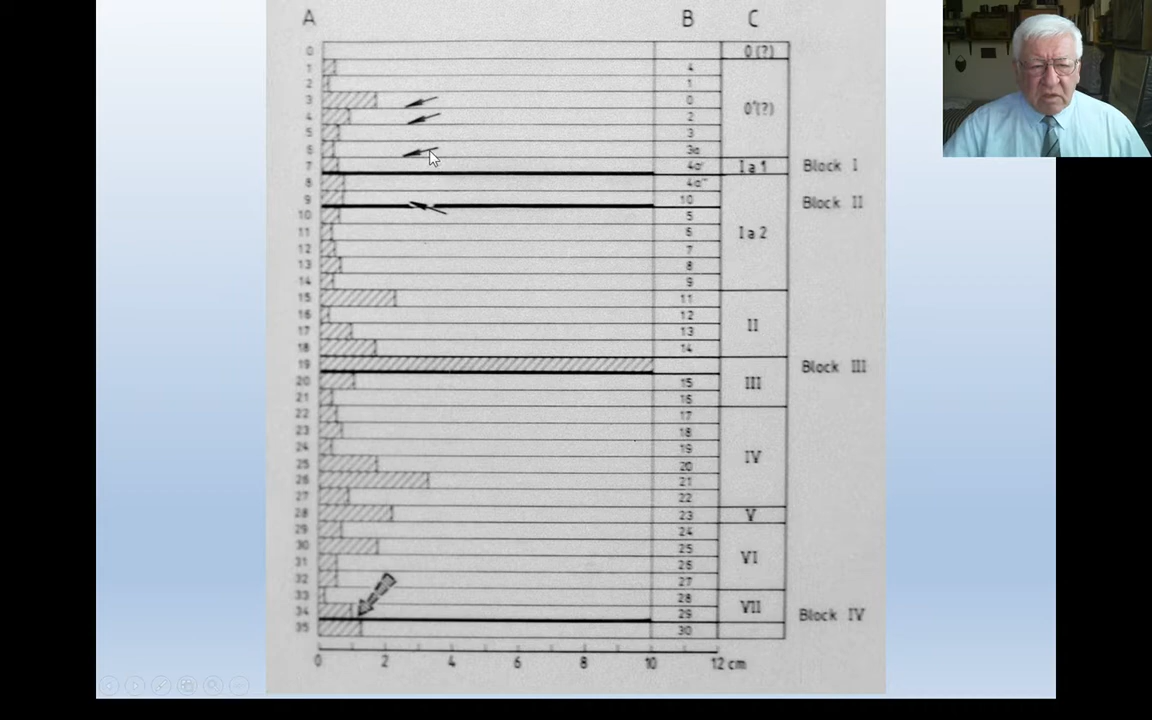 A B C
0 0(?)
1 4
2 1
3 0
4 2 0'(?)
5 3
6 3a
7 4a' I a 1 Block I
8 4a''
9 10 Block II
10 5
11 6 I a 2
12 7
13 8
14 9
15 11
16 12
17 13 II
18 14
19 Block III
20 15 III
21 16
22 17
23 18
24 19 IV
25 20
26 21
27 22
28 23 V
29 24
30 25 VI
31 26
32 27
33 28
34 29 VII Block IV
35 30
0 2 4 6 8 10 12 cm